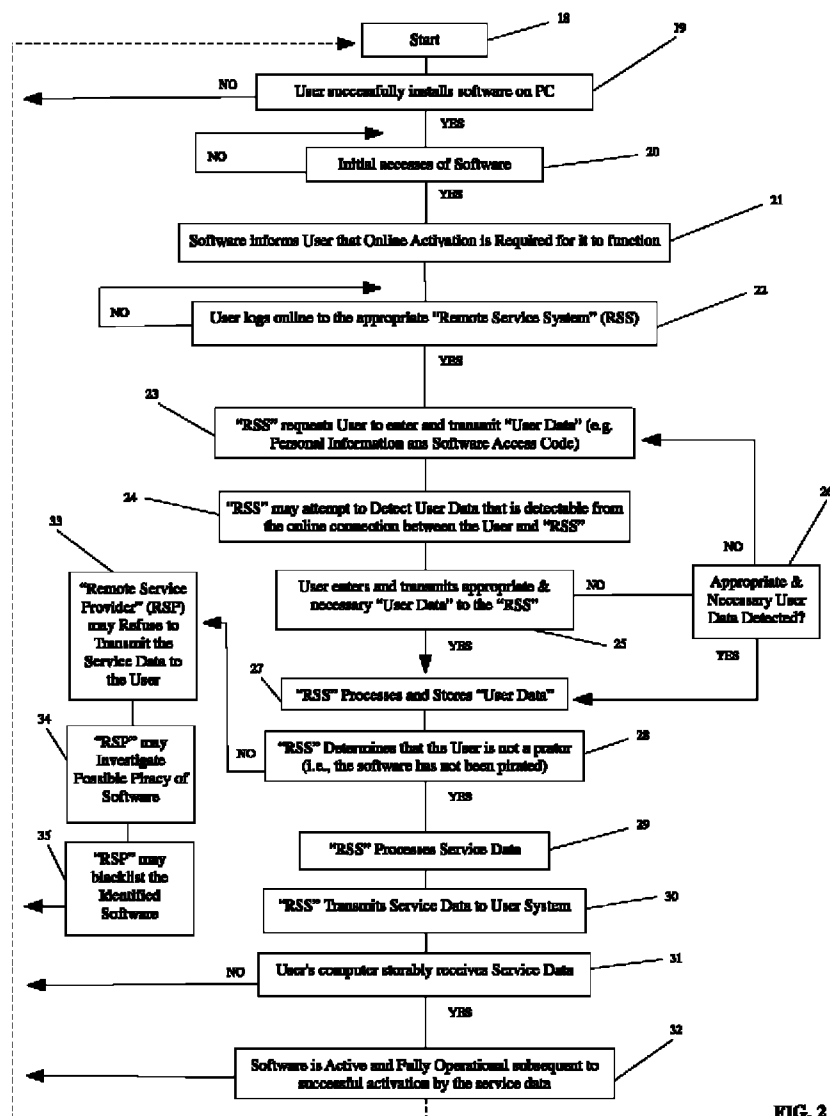 Start
18
19
NO
User successfully installs software on PC
YES
NO
Initial accesses of Software
20
YES
21
Software informs User that Online Activation is Required for it to function
22
NO
User logs online to the appropriate "Remote Service System" (RSS)
YES
23
"RSS" requests User to enter and transmit "User Data" (e.g.
Personal Information ans Software Access Code)
24
"RSS" may attempt to Detect User Data that is detectable from
the online connection between the User and "RSS"
26
33
NO
"Remote Service
Provider" (RSP)
may Refuse to
Transmit the
Service Data to
the User
User enters and transmits appropriate &
necessary "User Data" to the "RSS"
NO
Appropriate &
Necessary User
Data Detected?
YES
25
YES
27
"RSS" Processes and Stores "User Data"
34
"RSP" may
Investigate
Possible Piracy of
Software
NO
"RSS" Determines that the User is not a
(i.e., the software has not been pirated)
28
YES
29
35
"RSP" may
blacklist the
Identified
Software
"RSS" Processes Service Data
"RSS" Transmits Service Data to User System
30
NO
User's computer storably receives Service Data
31
YES
32
Software is Active and Fully Operational subsequent to
successful activation by the service data
FIG. 2